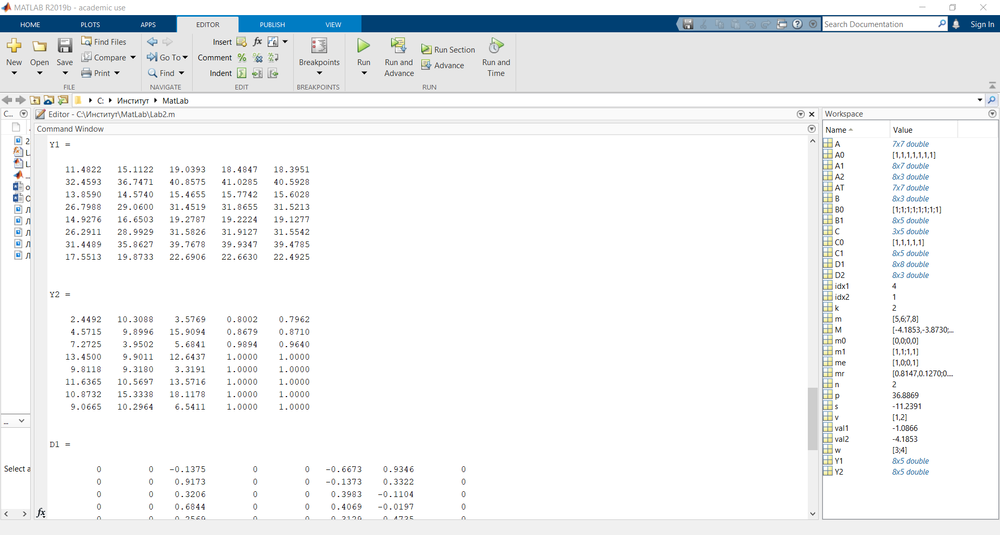 MATLAB R2019b - academic use
HOME PLOTS APPS EDITOR PUBLISH VIEW
Search Documentation
Sign In
New
Open
Save
Find Files
Compare
Print
FILE
Go To
Find
NAVIGATE
Insert
fx
fi
Comment
%
Indent
EDIT
Breakpoints
BREAKPOINTS
Run
Run and
Advance
Run Section
Advance
Run and
Time
RUN
C: Институт MatLab
C...
Editor - C:\Институт\MatLab\Lab2.m
Command Window
Y1 =
11.4822 15.1122 19.0393 18.4847 18.3951
32.4593 36.7471 40.8575 41.0285 40.5928
13.8590 14.5740 15.4655 15.7742 15.6028
26.7988 29.0600 31.4519 31.8655 31.5213
14.9276 16.6503 19.2787 19.2224 19.1277
26.2911 28.9929 31.5826 31.9127 31.5542
31.4489 35.8627 39.7678 39.9347 39.4785
17.5513 19.8733 22.6906 22.6630 22.4925
Y2 =
2.4492 10.3088 3.5769 0.8002 0.7962
4.5715 9.8996 15.9094 0.8679 0.8710
7.2725 3.9502 5.6841 0.9894 0.9640
13.4500 9.9011 12.6437 1.0000 1.0000
9.8118 9.3180 3.3191 1.0000 1.0000
11.6365 10.5697 13.5716 1.0000 1.0000
10.8732 15.3338 18.1178 1.0000 1.0000
9.0665 10.2964 6.5411 1.0000 1.0000
D1 =
0 0 -0.1375 0 0 -0.6673 0.9346 0
0 0 0.9173 0 0 -0.1373 0.3322 0
0 0 0.3206 0 0 0.3983 -0.1104 0
0 0 0.6844 0 0 0.4069 -0.0197 0
0 0 0.2569 0 0 0.3129 0.4735 0
fx
2
L.
L.
...
o
O
Л
Л
Л
Л
Л
...
Select a
Workspace
Name Value
A 7x7 double
A0 [1,1,1,1,1,1,1]
A1 8x7 double
A2 8x3 double
AT 7x7 double
B 8x3 double
B0 [1;1;1;1;1;1;1;1]
B1 8x5 double
C 3x5 double
C0 [1,1,1,1,1]
C1 8x5 double
D1 8x8 double
D2 8x3 double
idx1 4
idx2 1
k 2
m [5,6;7,8]
M [-4.1853,-3.8730;...
m0 [0,0;0,0]
m1 [1,1;1,1]
me [1,0;0,1]
mr [0.8147,0.1270;0....
n 2
p 36.8869
s -11.2391
v [1,2]
val1 -1.0866
val2 -4.1853
w [3;4]
Y1 8x5 double
Y2 8x5 double